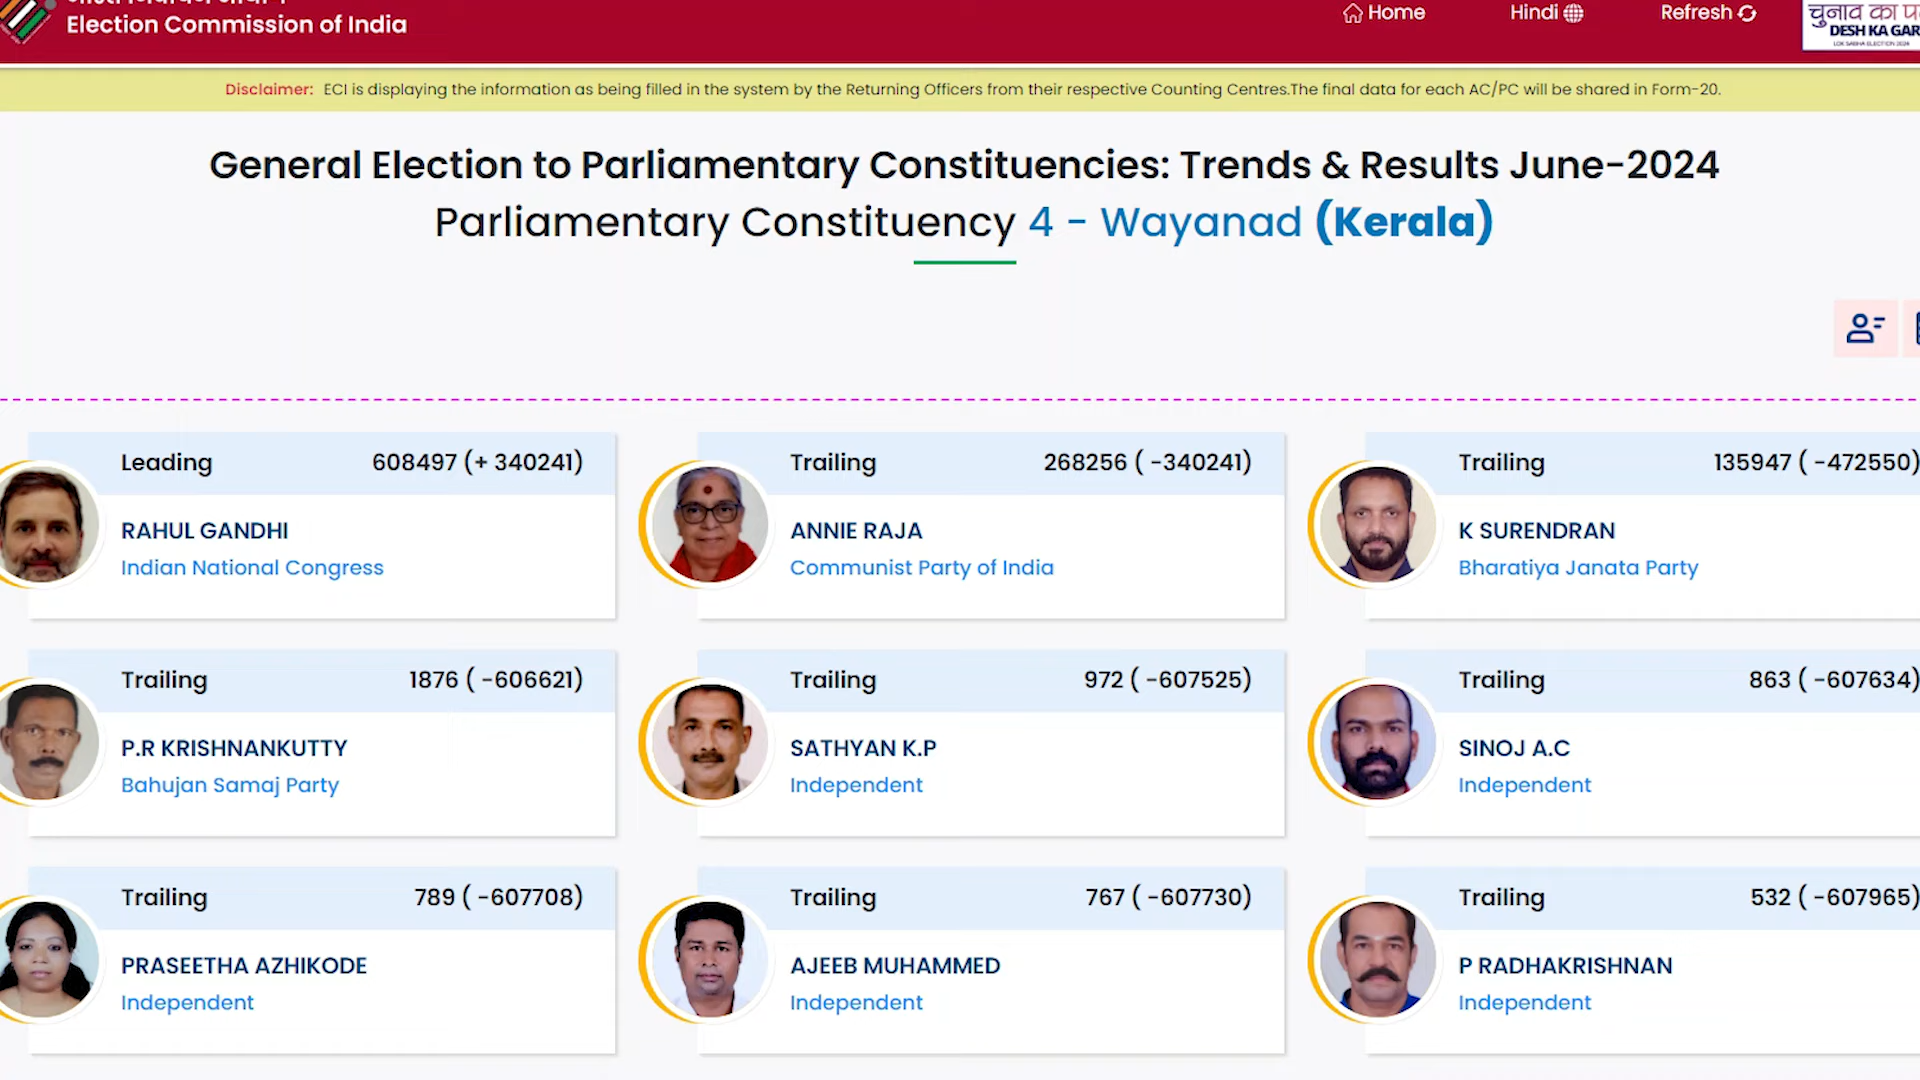 Election Commission of India
Home
Hindi
Refresh
चुनाव का
DESH KA GAR
LOK SABHA ELECTION 2024
Disclaimer: ECI is displaying the information as being filled in the system by the Returning Officers from their respective Counting Centres.The final data for each AC/PC will be shared in Form-20.
General Election to Parliamentary Constituencies: Trends & Results June-2024
Parliamentary Constituency 4 - Wayanad (Kerala)
Leading 608497 (+ 340241)
RAHUL GANDHI
Indian National Congress
Trailing 268256 ( -340241)
ANNIE RAJA
Communist Party of India
Trailing 135947 ( -472550)
K SURENDRAN
Bharatiya Janata Party
Trailing 1876 ( -606621)
P.R KRISHNANKUTTY
Bahujan Samaj Party
Trailing 972 ( -607525)
SATHYAN K.P
Independent
Trailing 863 ( -607634)
SINOJ A.C
Independent
Trailing 789 ( -607708)
PRASEETHA AZHIKODE
Independent
Trailing 767 ( -607730)
AJEEB MUHAMMED
Independent
Trailing 532 ( -607965)
P RADHAKRISHNAN
Independent